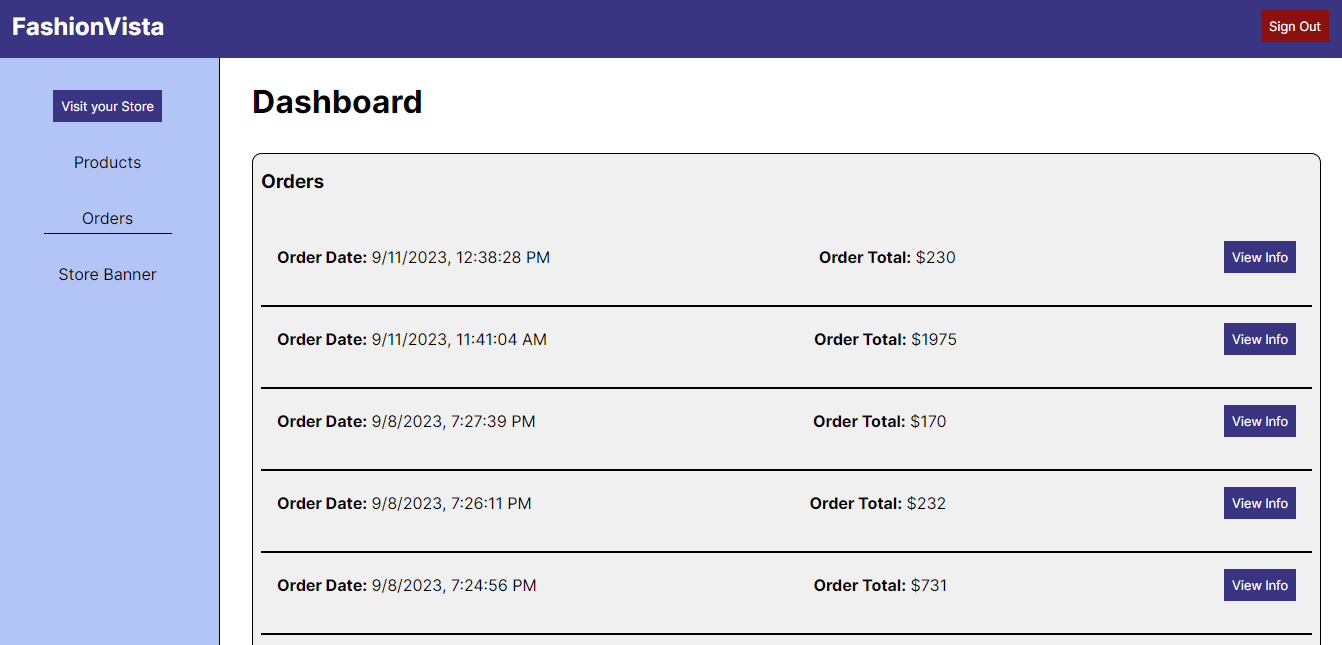 FashionVista
Sign Out
Visit your Store
Products
Orders
Store Banner
Dashboard
Orders
Order Date: 9/11/2023, 12:38:28 PM Order Total: $230 View Info
Order Date: 9/11/2023, 11:41:04 AM Order Total: $1975 View Info
Order Date: 9/8/2023, 7:27:39 PM Order Total: $170 View Info
Order Date: 9/8/2023, 7:26:11 PM Order Total: $232 View Info
Order Date: 9/8/2023, 7:24:56 PM Order Total: $731 View Info